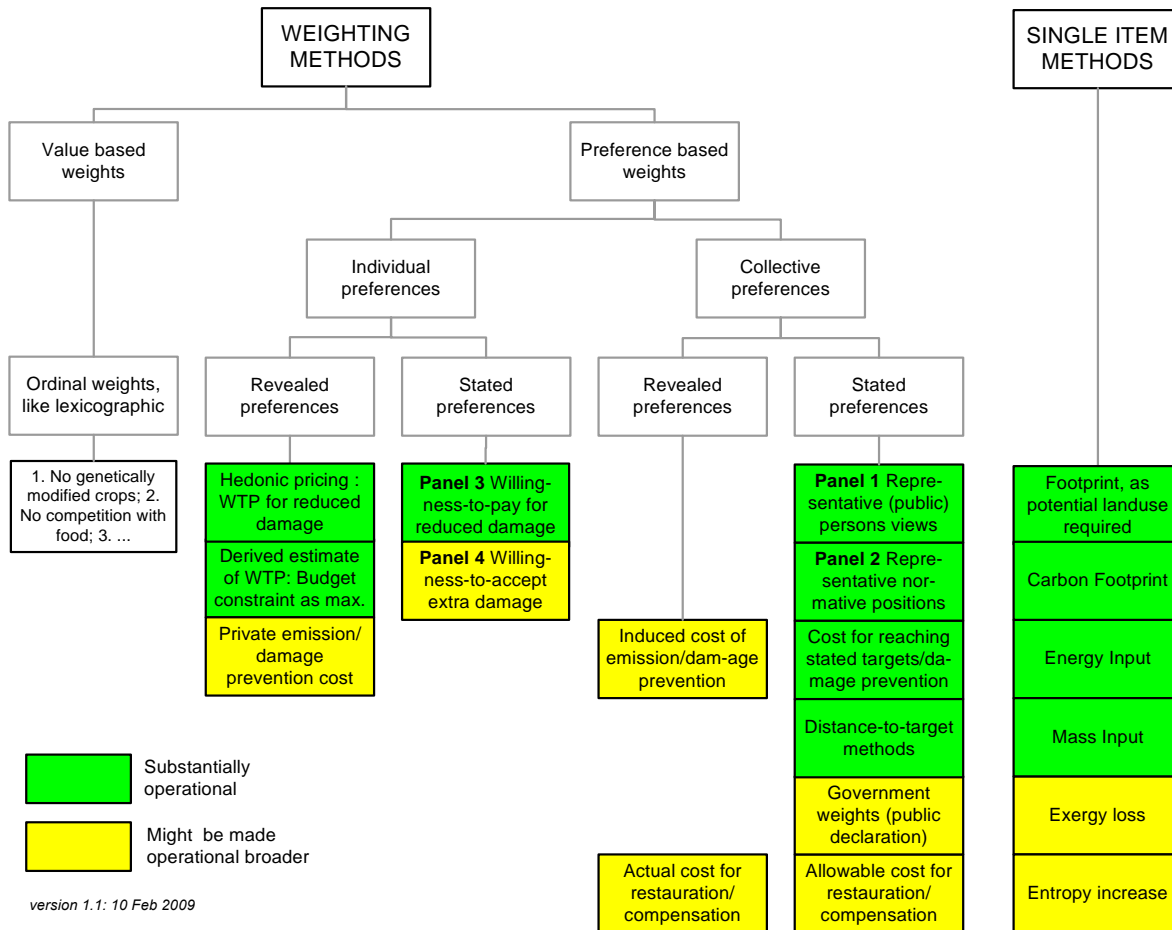 WEIGHTING
METHODS
SINGLE ITEM
METHODS
Value based
weights
Preference based
weights
Individual
preferences
Collective
preferences
Ordinal weights,
like lexicographic
Revealed
preferences
Stated
preferences
Revealed
preferences
Stated
preferences
1. No genetically
modified crops; 2.
No competition with
food; 3. ...
Hedonic pricing :
WTP for reduced
damage
Derived estimate
of WTP: Budget
constraint as max.
Private emission/
damage
prevention cost
Panel 3 Willing-
ness-to-pay for
reduced damage
Panel 4 Willing-
ness-to-accept
extra damage
Induced cost of
emission/dam-age
prevention
Actual cost for
restauration/
compensation
Panel 1 Repre-
sentative (public)
persons views
Panel 2 Repre-
sentative nor-
mative positions
Cost for reaching
stated targets/da-
mage prevention
Distance-to-target
methods
Government
weights (public
declaration)
Allowable cost for
restauration/
compensation
Footprint, as
potential landuse
required
Carbon Footprint
Energy Input
Mass Input
Exergy loss
Entropy increase
Substantially
operational
Might be made
operational broader
version 1.1: 10 Feb 2009